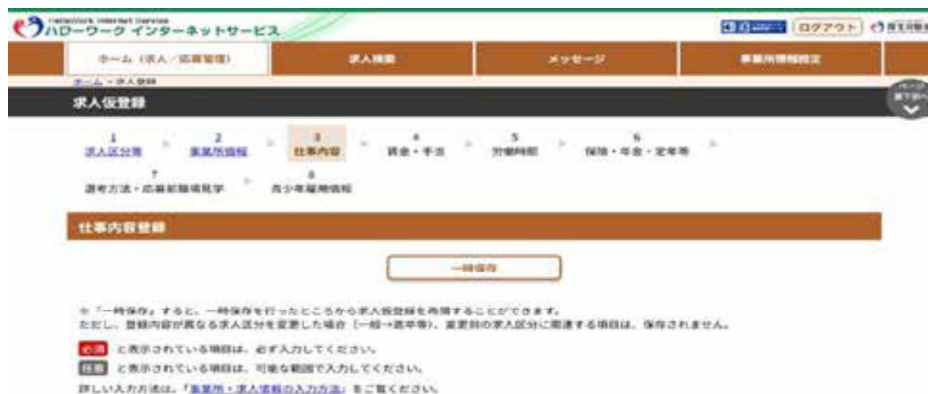 HelloWork Internet Service
ハローワーク インターネットサービス
ログアウト
ホーム（求人／応募管理）
求人検索
メッセージ
事業所情報設定
ホーム > 求人登録
求人仮登録
1 求人区分等
2 事業所情報
3 仕事内容
4 賃金・手当
5 労働時間
6 保険・年金・定年等
7 選考方法・応募前職場見学
8 青少年雇用情報
仕事内容登録
一時保存
※「一時保存」すると、一時保存を行ったところから求人仮登録を再開することができます。
ただし、登録内容が異なる求人区分を変更した場合（一般→高卒等）、変更前の求人区分に関連する項目は、保存されません。
必須 と表示されている項目は、必ず入力してください。
任意 と表示されている項目は、可能な範囲で入力してください。
詳しい入力方法は、「事業所・求人情報の入力方法」をご覧ください。